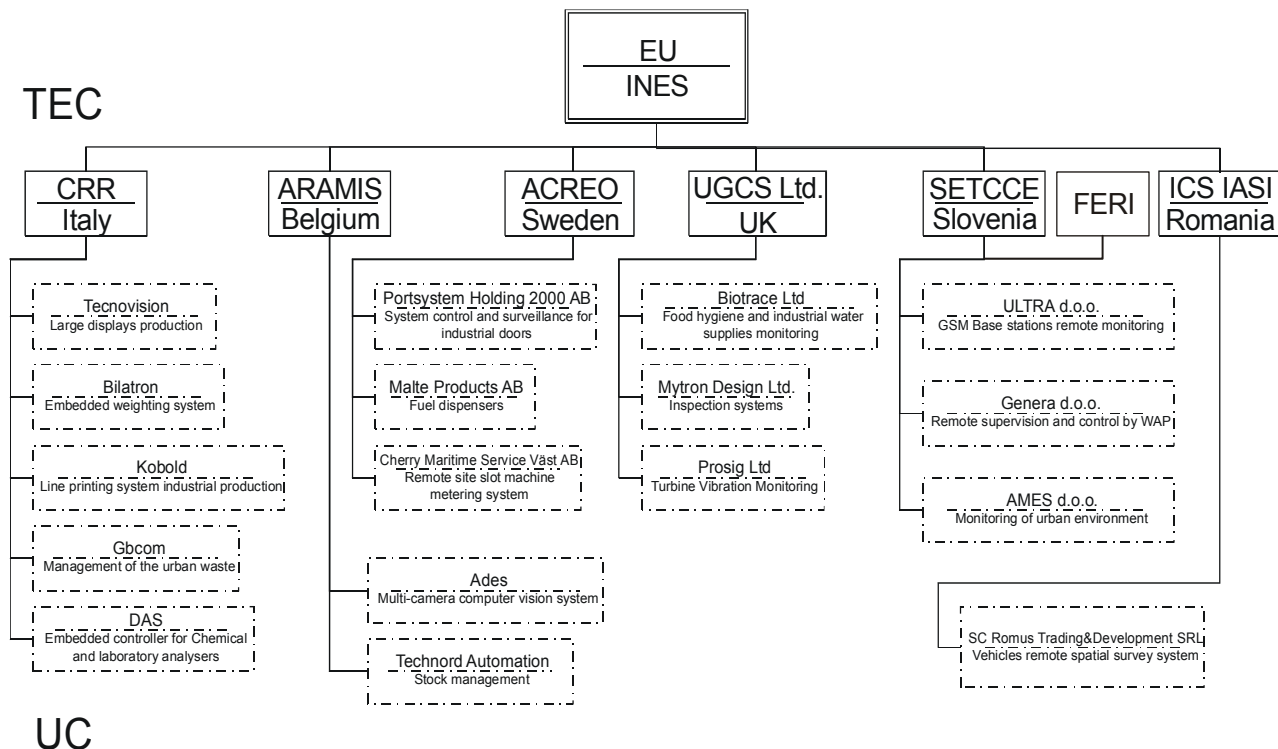 EU
INES
TEC
CRR
Italy
ARAMIS
Belgium
ACREO
Sweden
UGCS Ltd.
UK
SETCCE
Slovenia
FERI
ICS IASI
Romania
Tecnovision
Large displays production
Bilatron
Embedded weighting system
Kobold
Line printing system industrial production
Gbcom
Management of the urban waste
DAS
Embedded controller for Chemical
and laboratory analysers
Portsystem Holding 2000 AB
System control and surveillance for
industrial doors
Malte Products AB
Fuel dispensers
Cherry Maritime Service Väst AB
Remote site slot machine
metering system
Ades
Multi-camera computer vision system
Technord Automation
Stock management
Biotrace Ltd
Food hygiene and industrial water
supplies monitoring
Mytron Design Ltd.
Inspection systems
Prosig Ltd
Turbine Vibration Monitoring
ULTRA d.o.o.
GSM Base stations remote monitoring
Genera d.o.o.
Remote supervision and control by WAP
AMES d.o.o.
Monitoring of urban environment
SC Romus Trading&Development SRL
Vehicles remote spatial survey system
UC